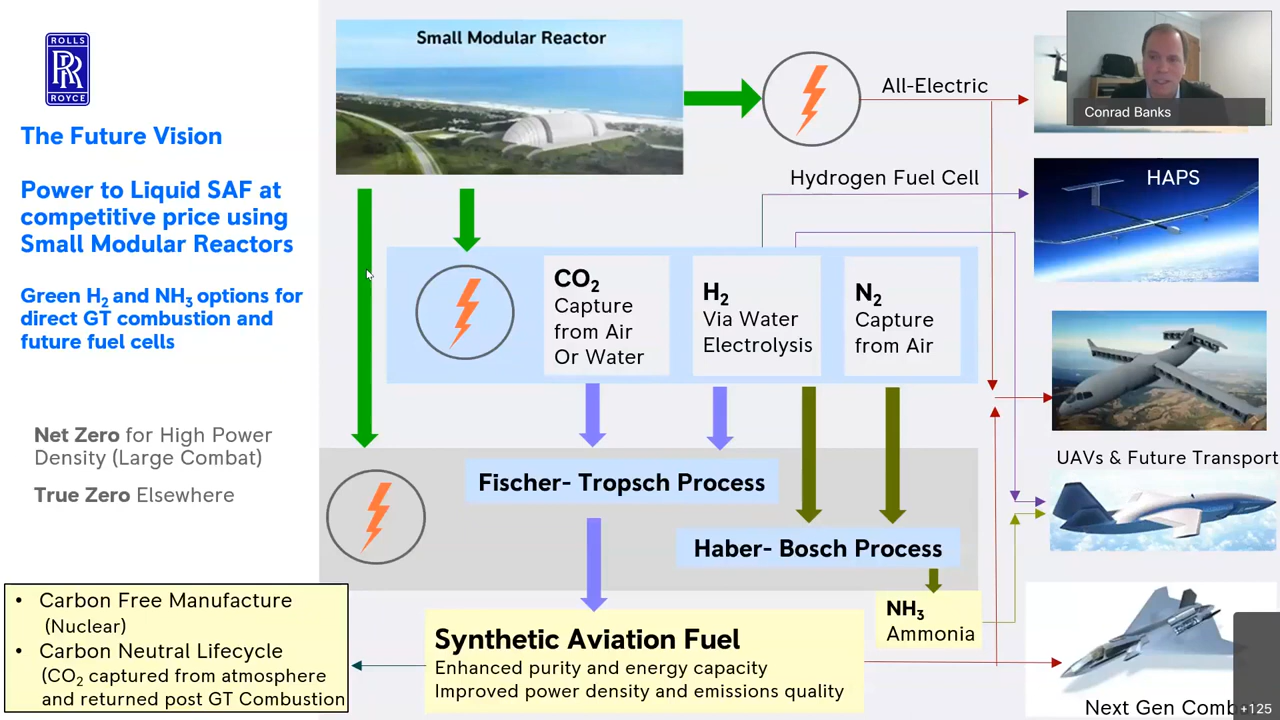 ROLLS
RR
ROYCE
The Future Vision
Power to Liquid SAF at
competitive price using
Small Modular Reactors
Green H₂ and NH₃ options for
direct GT combustion and
future fuel cells
Net Zero for High Power
Density (Large Combat)
True Zero Elsewhere
• Carbon Free Manufacture
(Nuclear)
• Carbon Neutral Lifecycle
(CO₂ captured from atmosphere
and returned post GT Combustion
Small Modular Reactor
All-Electric
Hydrogen Fuel Cell
CO₂
Capture
from Air
Or Water
H₂
Via Water
Electrolysis
N₂
Capture
from Air
Fischer- Tropsch Process
Haber- Bosch Process
NH₃
Ammonia
Synthetic Aviation Fuel
Enhanced purity and energy capacity
Improved power density and emissions quality
Conrad Banks
HAPS
UAVs & Future Transport
Next Gen Comb
+125